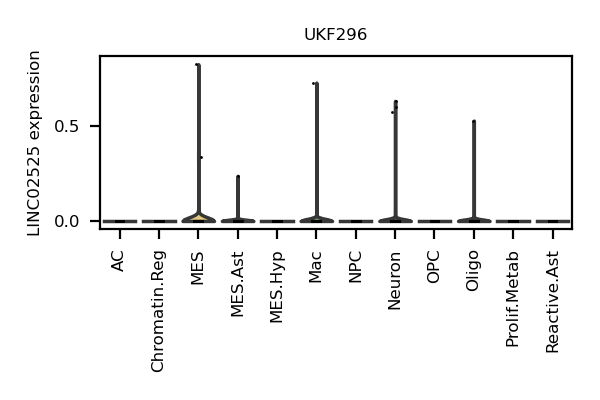 UKF296
LINC02525 expression
0.5
0.0
AC
Chromatin.Reg
MES
MES.Ast
MES.Hyp
Mac
NPC
Neuron
OPC
Oligo
Prolif.Metab
Reactive.Ast